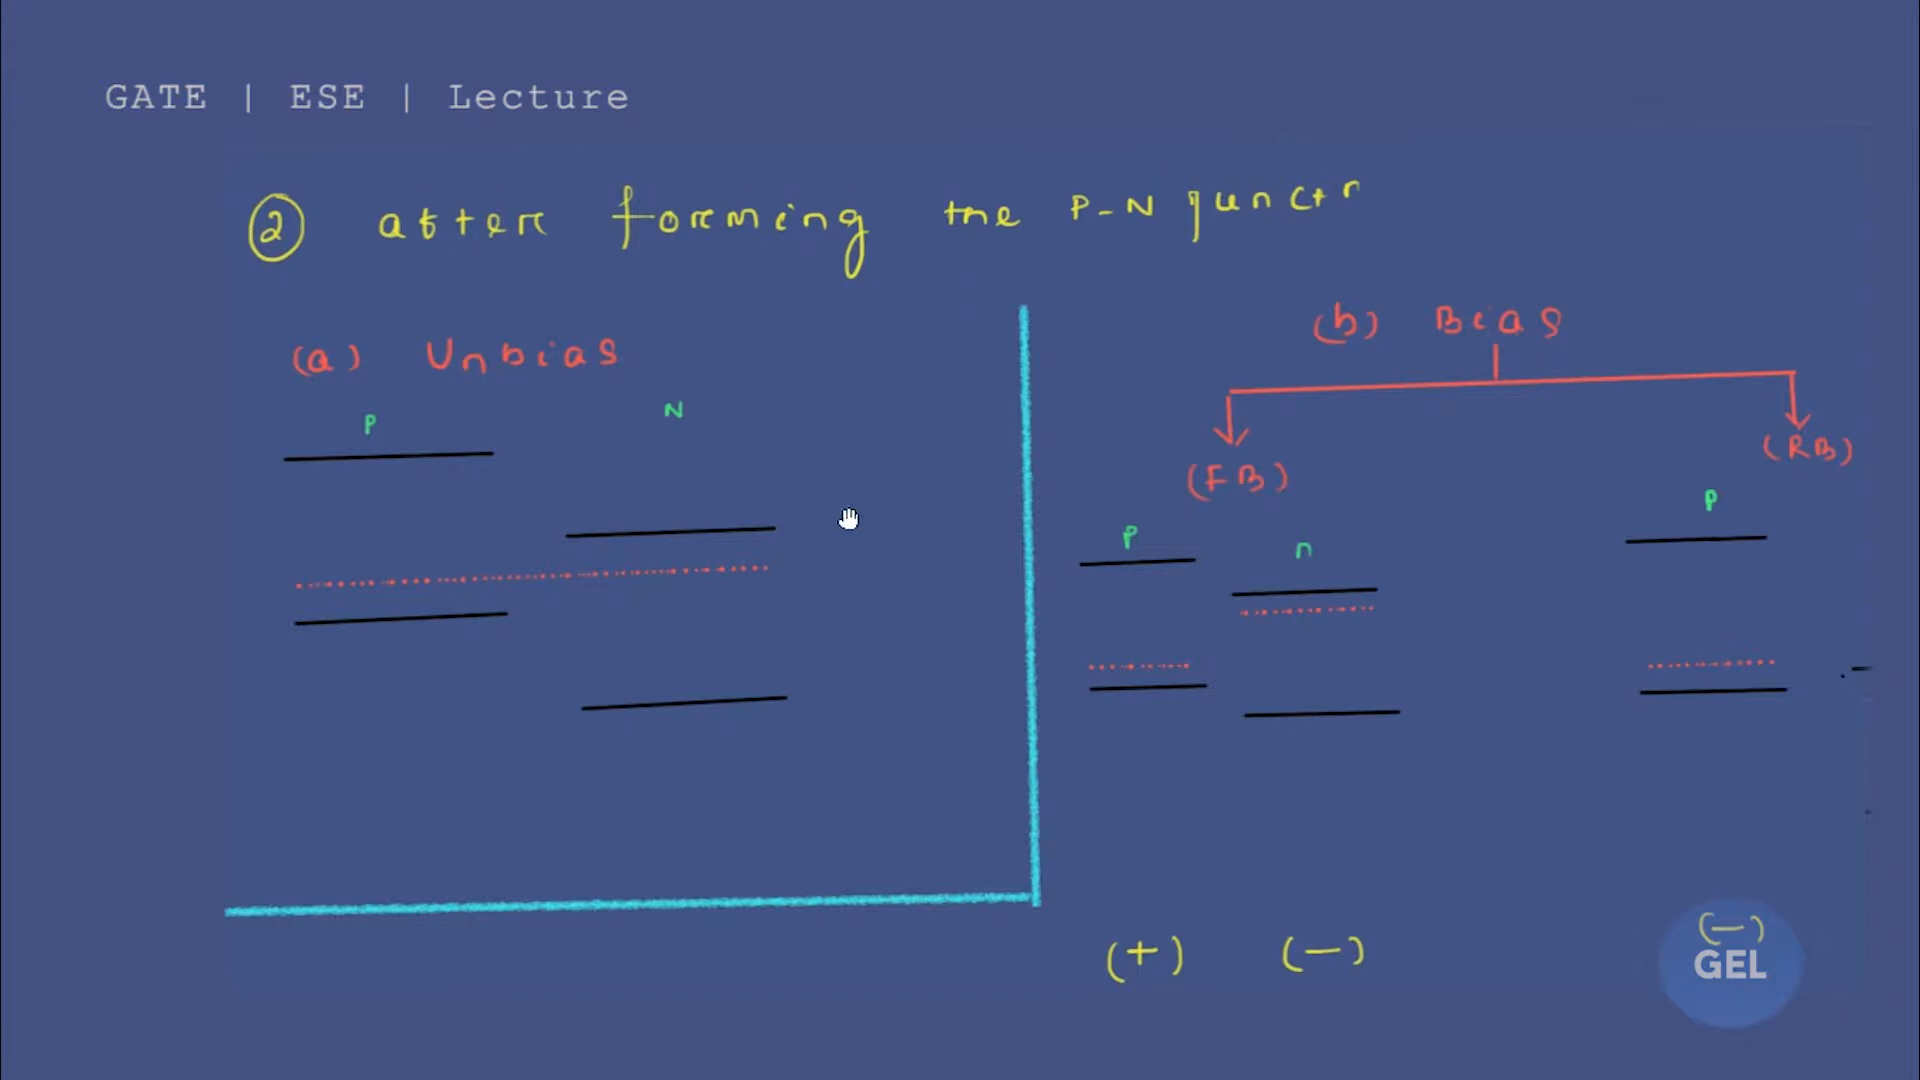 GATE | ESE | Lecture
② after forming the P-N junctn
(a) Unbias
P N
(b) Bias
(FB) (RB)
P n P
(+) (-) (-)
GEL